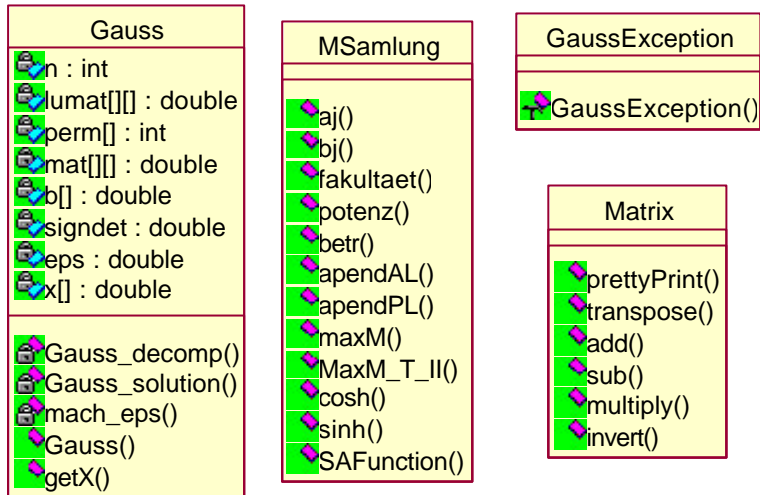 Gauss
n : int
lumat[][] : double
perm[] : int
mat[][] : double
b[] : double
signdet : double
eps : double
x[] : double
Gauss_decomp()
Gauss_solution()
mach_eps()
Gauss()
getX()
MSamlung
aj()
bj()
fakultaet()
potenz()
betr()
apendAL()
apendPL()
maxM()
MaxM_T_II()
cosh()
sinh()
SAFunction()
GaussException
GaussException()
Matrix
prettyPrint()
transpose()
add()
sub()
multiply()
invert()